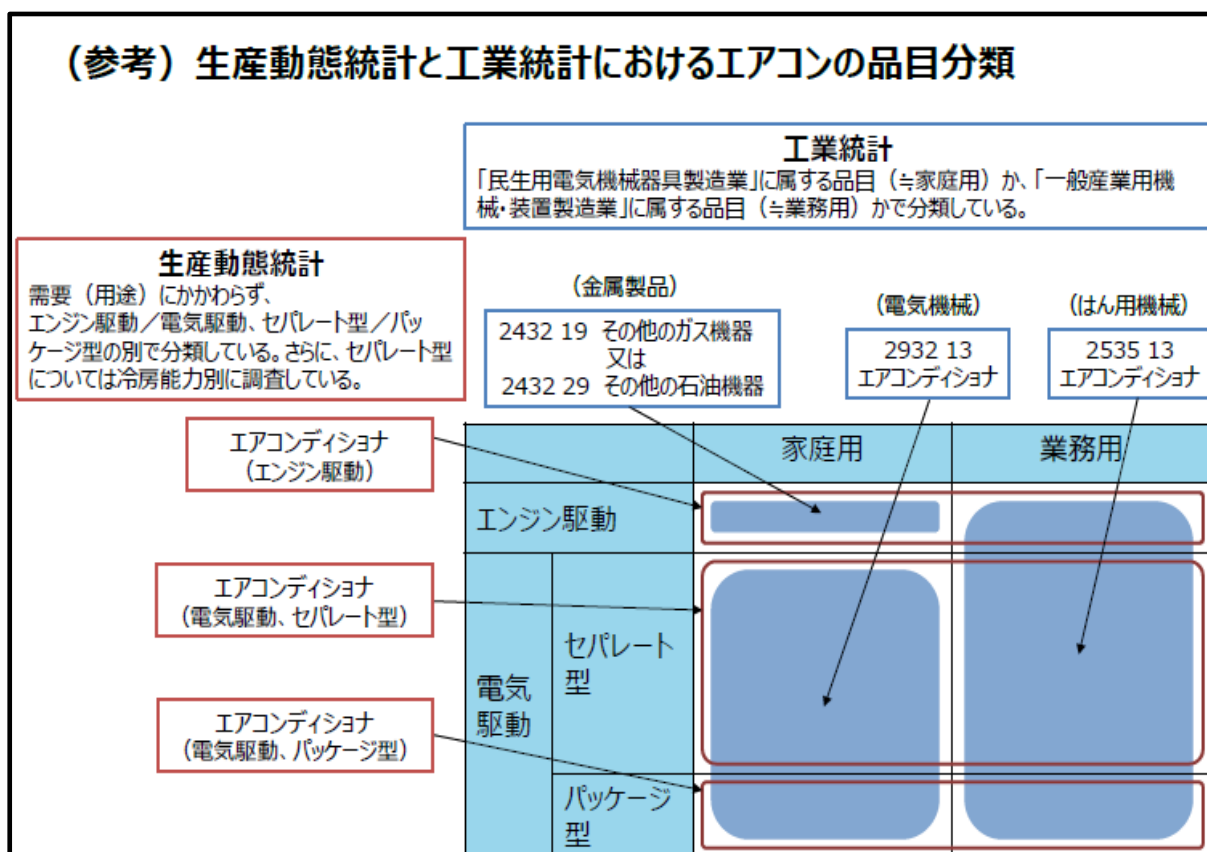 （参考）生産動態統計と工業統計におけるエアコンの品目分類
工業統計
「民生用電気機械器具製造業」に属する品目（≒家庭用）か、「一般産業用機
械・装置製造業」に属する品目（≒業務用）かで分類している。
生産動態統計
需要（用途）にかかわらず、
エンジン駆動／電気駆動、セパレート型／パッ
ケージ型の別で分類している。さらに、セパレート型
については冷房能力別に調査している。
（金属製品）
2432 19 その他のガス機器
又は
2432 29 その他の石油機器
（電気機械）
2932 13
エアコンディショナ
（はん用機械）
2535 13
エアコンディショナ
エアコンディショナ
（エンジン駆動）
エアコンディショナ
（電気駆動、セパレート型）
エアコンディショナ
（電気駆動、パッケージ型）
家庭用
業務用
エンジン駆動
電気
駆動
セパレート
型
パッケージ
型